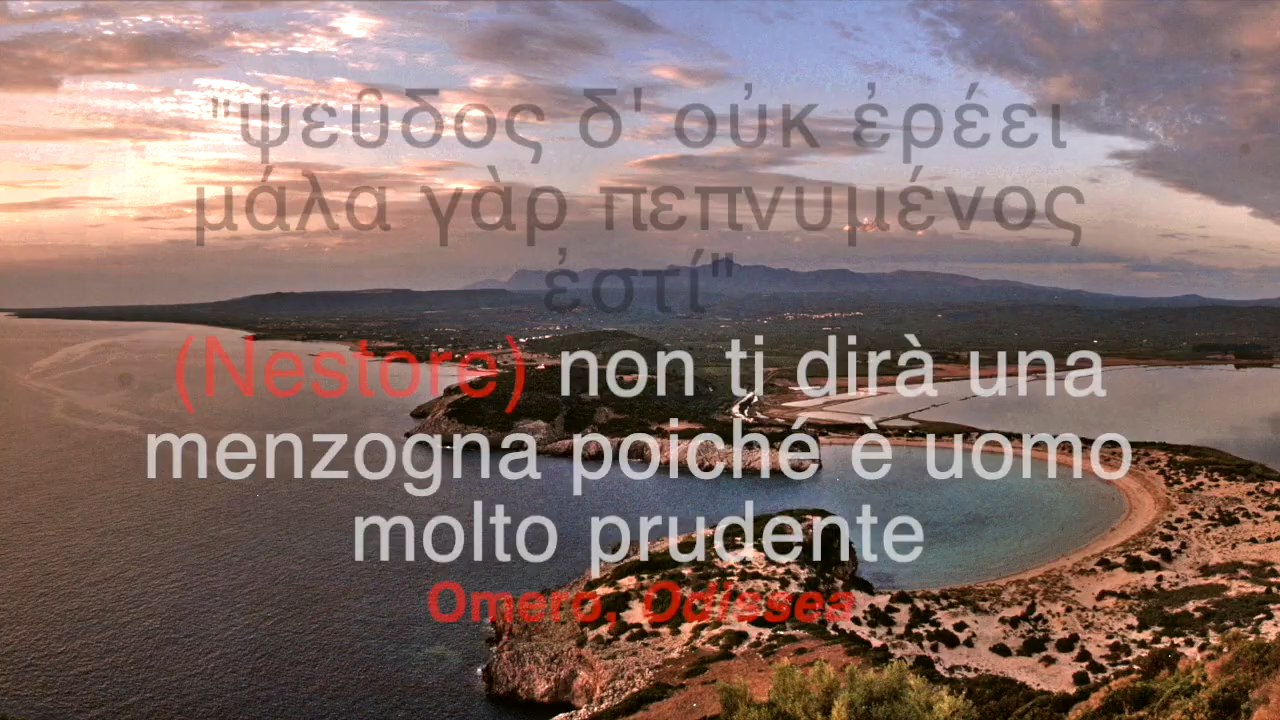 "ψεῦδος δ' οὐκ ἐρέει
μάλα γὰρ πεπνυμένος
ἐστί"
(Nestore) non ti dirà una
menzogna poiché è uomo
molto prudente
Omero, Odissea